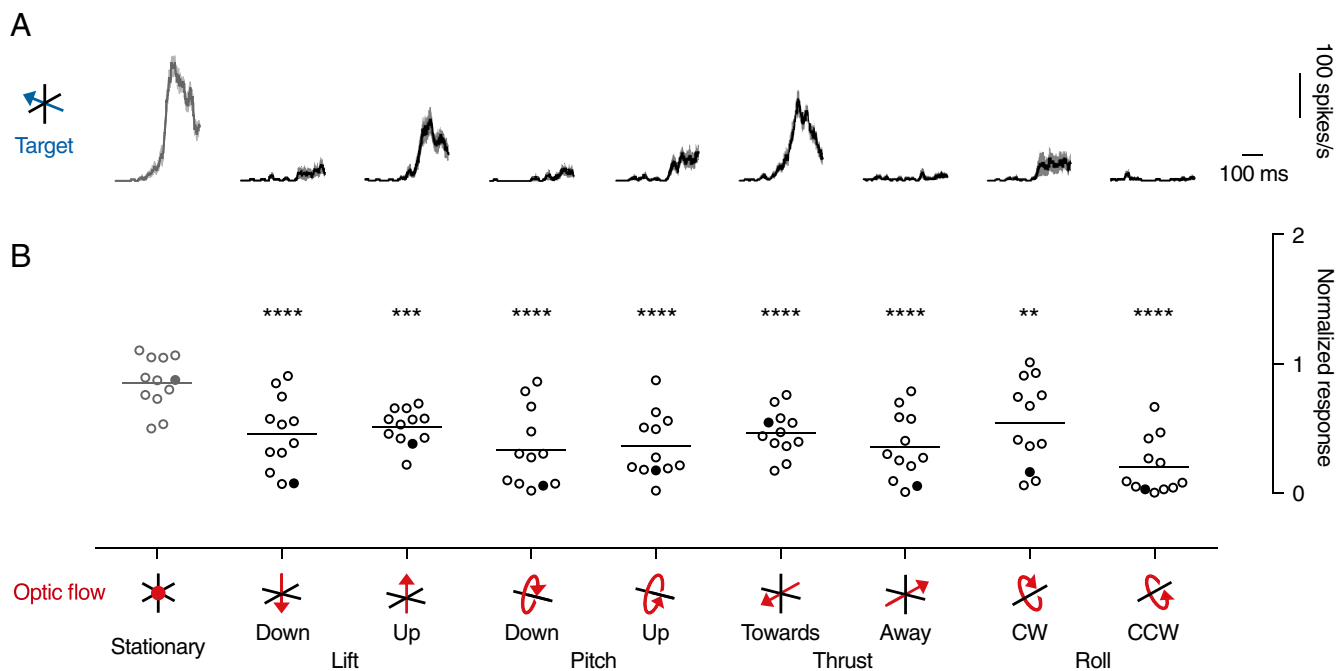 A
Target
100 spikes/s
100 ms
B
2
1
0
Normalized response
**** *** **** **** **** **** ** ****
Optic flow
Stationary Down Up Down Up Towards Away CW CCW
Lift Pitch Thrust Roll